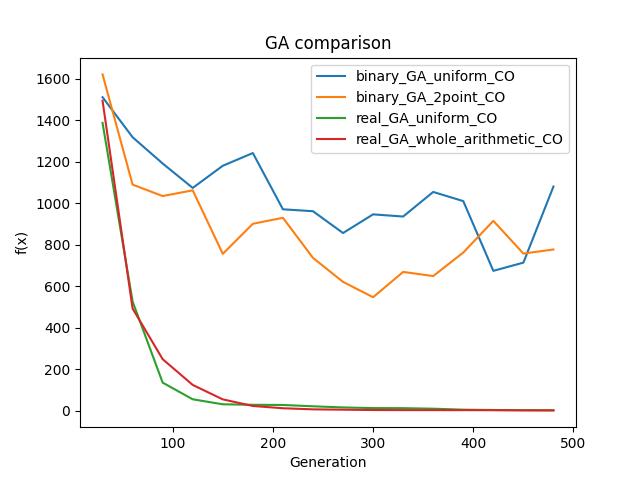 GA comparison
binary_GA_uniform_CO
binary_GA_2point_CO
real_GA_uniform_CO
real_GA_whole_arithmetic_CO
f(x)
1600
1400
1200
1000
800
600
400
200
0
100 200 300 400 500
Generation